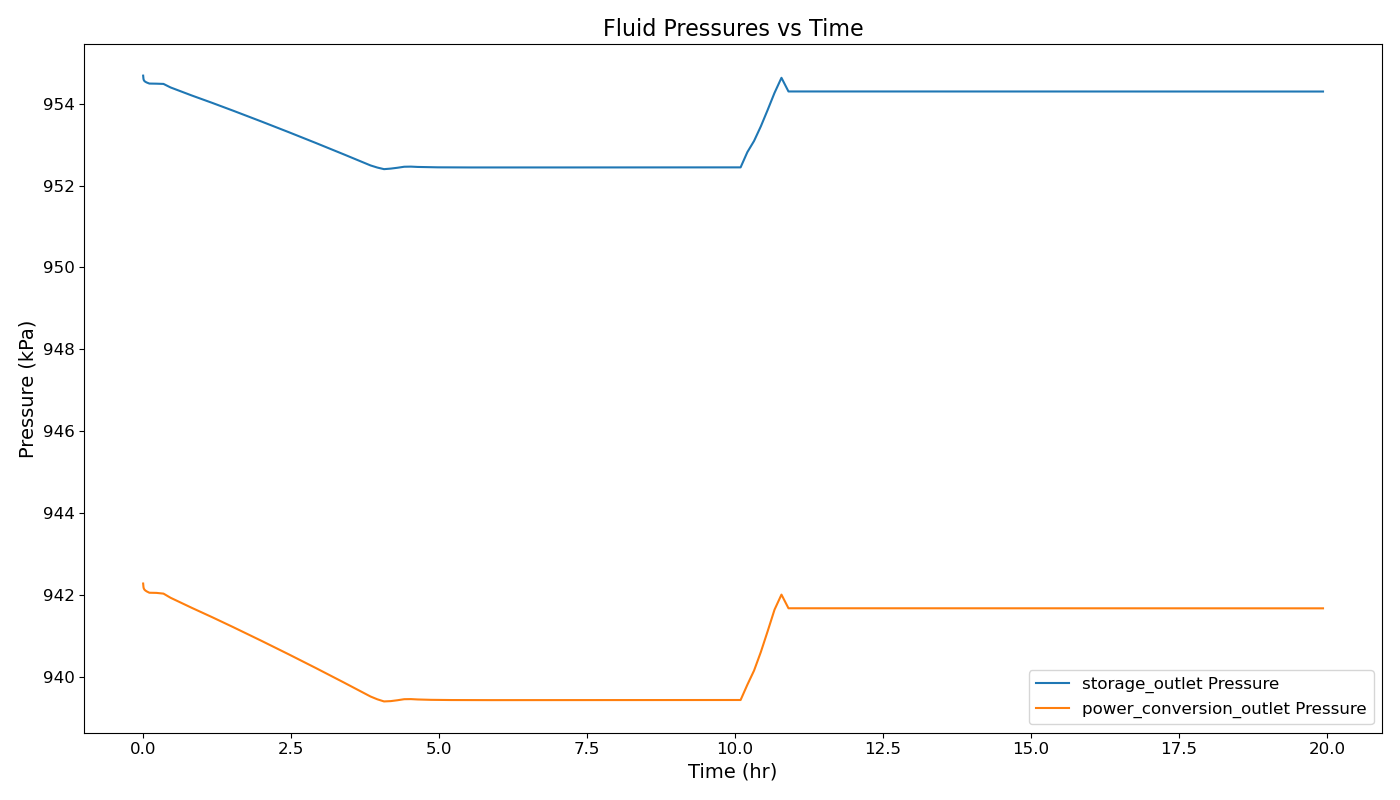 Fluid Pressures vs Time
Pressure (kPa)
954
952
950
948
946
944
942
940
0.0 2.5 5.0 7.5 10.0 12.5 15.0 17.5 20.0
Time (hr)
storage_outlet Pressure
power_conversion_outlet Pressure